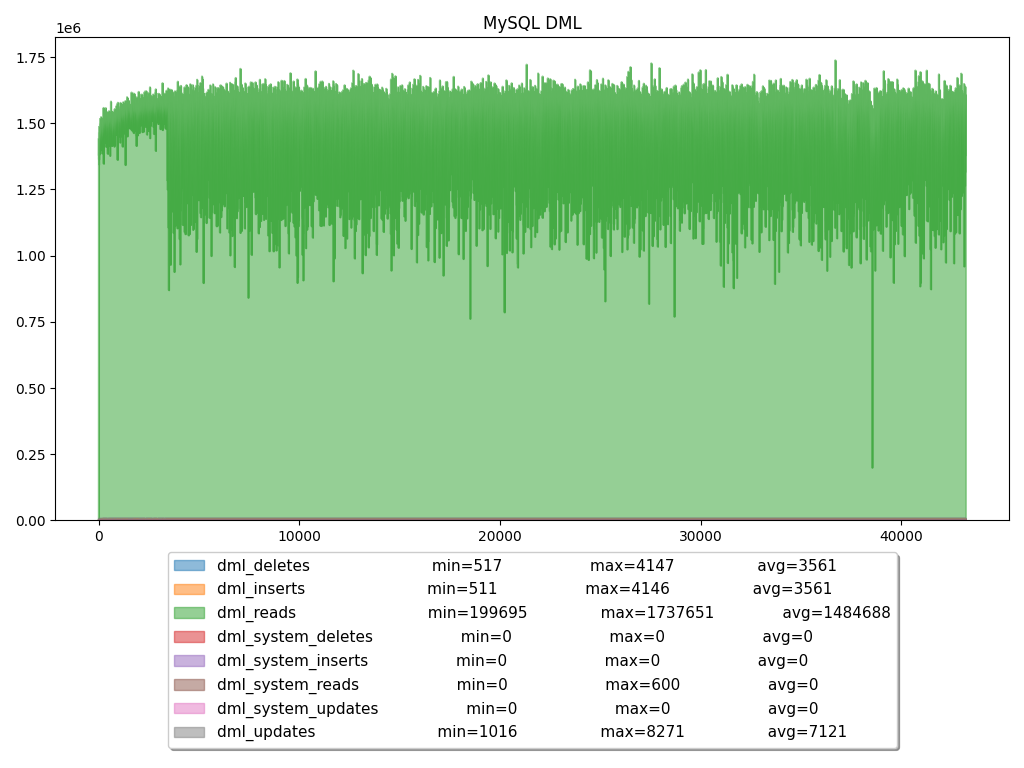 MySQL DML
1e6
1.75
1.50
1.25
1.00
0.75
0.50
0.25
0.00
0 10000 20000 30000 40000
dml_deletes min=517 max=4147 avg=3561
dml_inserts min=511 max=4146 avg=3561
dml_reads min=199695 max=1737651 avg=1484688
dml_system_deletes min=0 max=0 avg=0
dml_system_inserts min=0 max=0 avg=0
dml_system_reads min=0 max=600 avg=0
dml_system_updates min=0 max=0 avg=0
dml_updates min=1016 max=8271 avg=7121